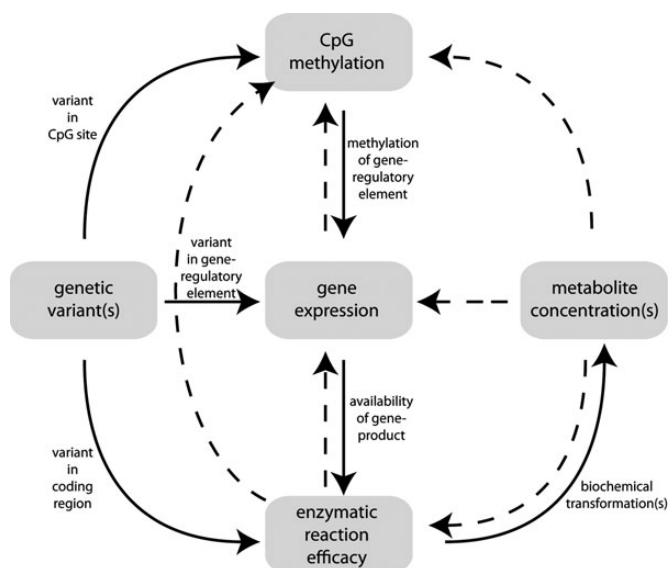 CpG
methylation
variant
in
CpG site
methylation
of gene-
regulatory
element
variant
in gene-
regulatory
element
genetic
variant(s)
gene
expression
metabolite
concentration(s)
availability
of gene-
product
variant
in
coding
region
biochemical
transformation(s)
enzymatic
reaction
efficacy